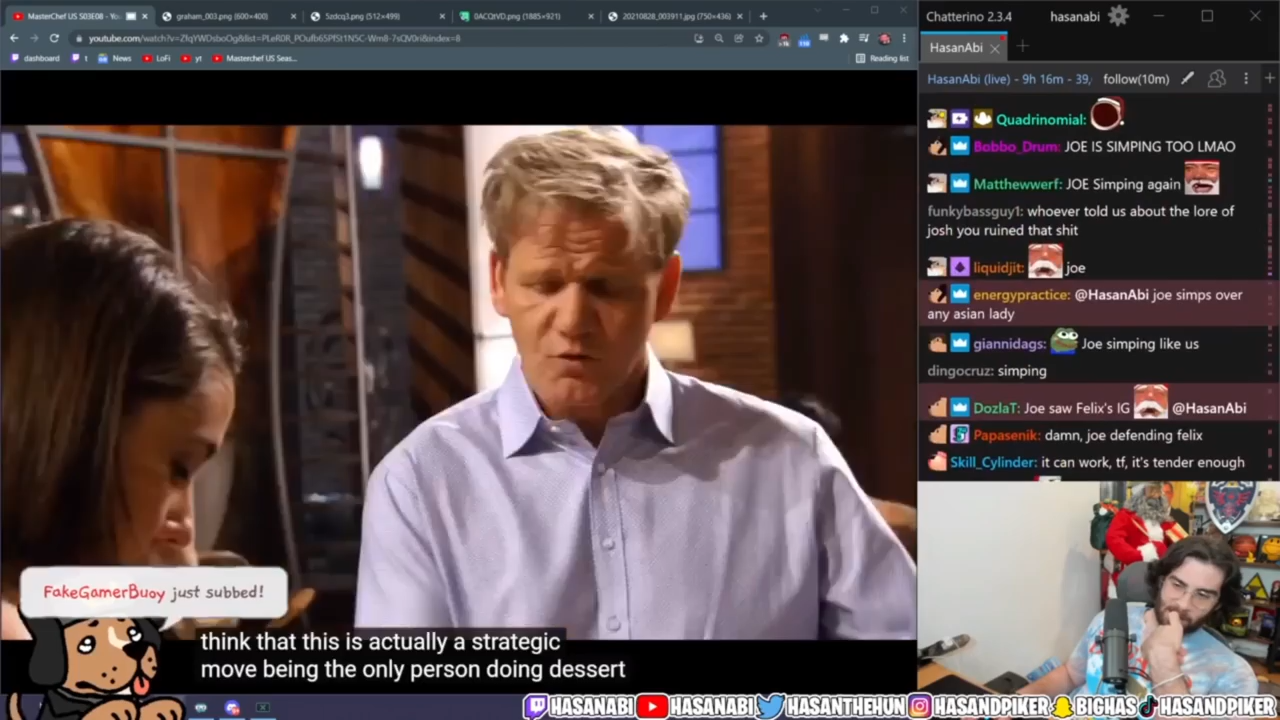 MasterChef US S03E08 - Yo
graham_003.png (600×400)
5zdcq3.png (512×499)
0ACQtVD.png (1885×921)
20210828_003911.jpg (750×436)
dashboard
t
News
LoFi
yt
Masterchef US Seas...
Reading list
Chatterino 2.3.4
hasanabi
HasanAbi
HasanAbi (live) - 9h 16m - 39,
follow(10m)
Quadrinomial:
Bobbo_Drum: JOE IS SIMPING TOO LMAO
Matthewwerf: JOE Simping again
funkybassguy1: whoever told us about the lore of
josh you ruined that shit
liquidjit: joe
energypractice: @HasanAbi joe simps over
any asian lady
giannidags: Joe simping like us
dingocruz: simping
DozlaT: Joe saw Felix's IG @HasanAbi
Papasenik: damn, joe defending felix
Skill_Cylinder: it can work, tf, it's tender enough
FakeGamerBuoy just subbed!
think that this is actually a strategic
move being the only person doing dessert
HASANABI HASANABI HASANTHEHUN HASANDPIKER BIGHAS HASANDPIKER